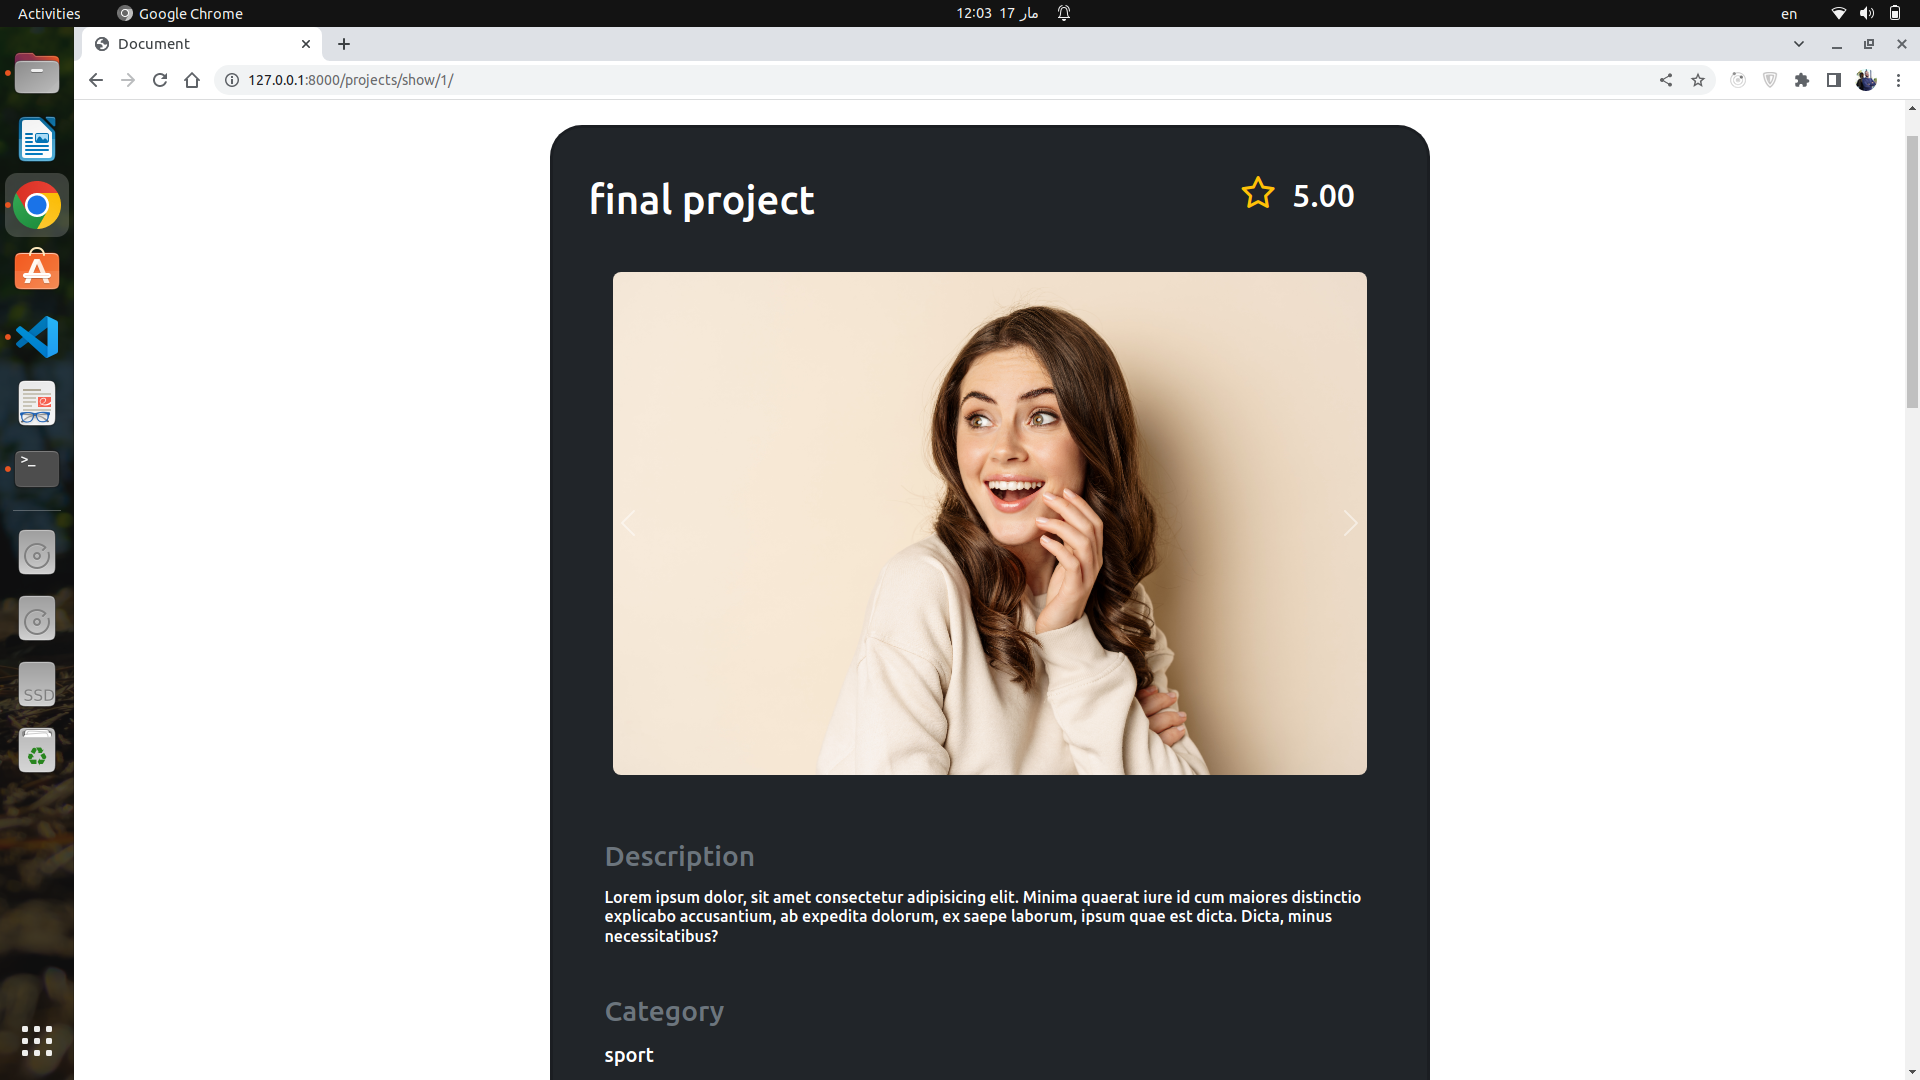 Activities
Google Chrome
12:03 17 مار
en
Document
127.0.0.1:8000/projects/show/1/
final project
5.00
>_
SSD
Description
Lorem ipsum dolor, sit amet consectetur adipisicing elit. Minima quaerat iure id cum maiores distinctio
explicabo accusantium, ab expedita dolorum, ex saepe laborum, ipsum quae est dicta. Dicta, minus
necessitatibus?
Category
sport